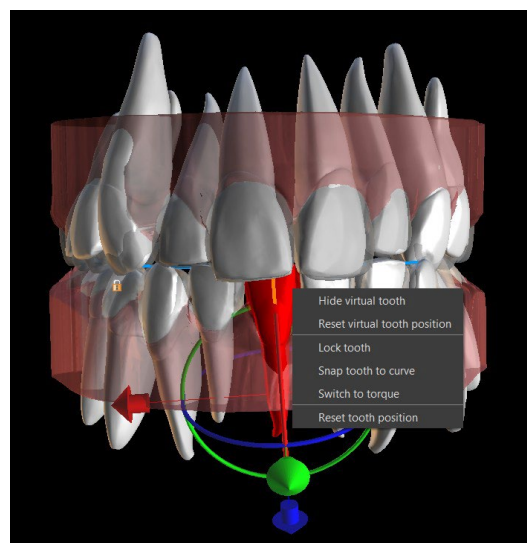 Hide virtual tooth
Reset virtual tooth position
Lock tooth
Snap tooth to curve
Switch to torque
Reset tooth position